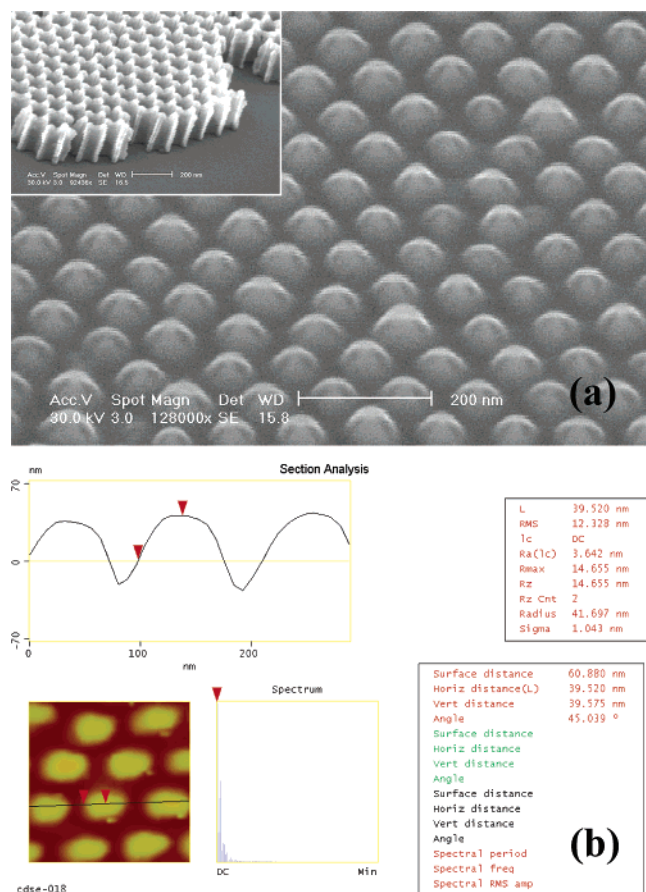 Acc.V Spot Magn Det WD 200 nm
30.0 kV 3.0 92436x SE 16.5
Acc.V Spot Magn Det WD 200 nm
30.0 kV 3.0 128000x SE 15.8
(a)
Section Analysis
nm
70
0
-70
0 100 200
nm
L 39.520 nm
RMS 12.328 nm
lc DC
Ra(lc) 3.642 nm
Rmax 14.655 nm
Rz 14.655 nm
Rz Cnt 2
Radius 41.697 nm
Sigma 1.043 nm
Spectrum
DC Min
Surface distance 60.880 nm
Horiz distance(L) 39.520 nm
Vert distance 39.575 nm
Angle 45.039 º
Surface distance
Horiz distance
Vert distance
Angle
Surface distance
Horiz distance
Vert distance
Angle
Spectral period
Spectral freq
Spectral RMS amp
(b)
cdse-018